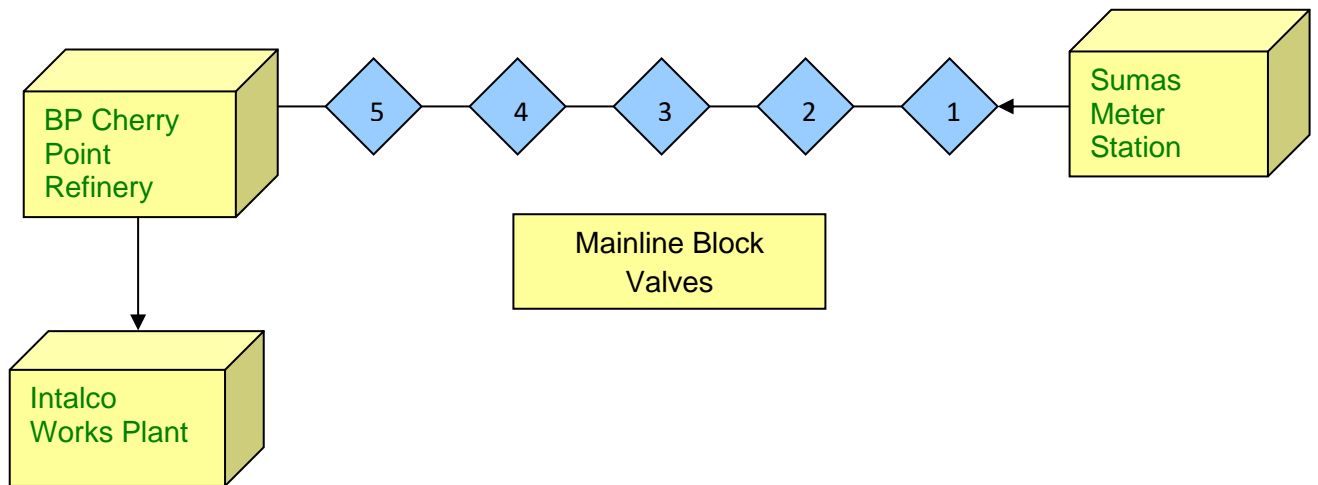 BP Cherry
Point
Refinery
5
4
3
2
1
Sumas
Meter
Station
Mainline Block
Valves
Intalco
Works Plant